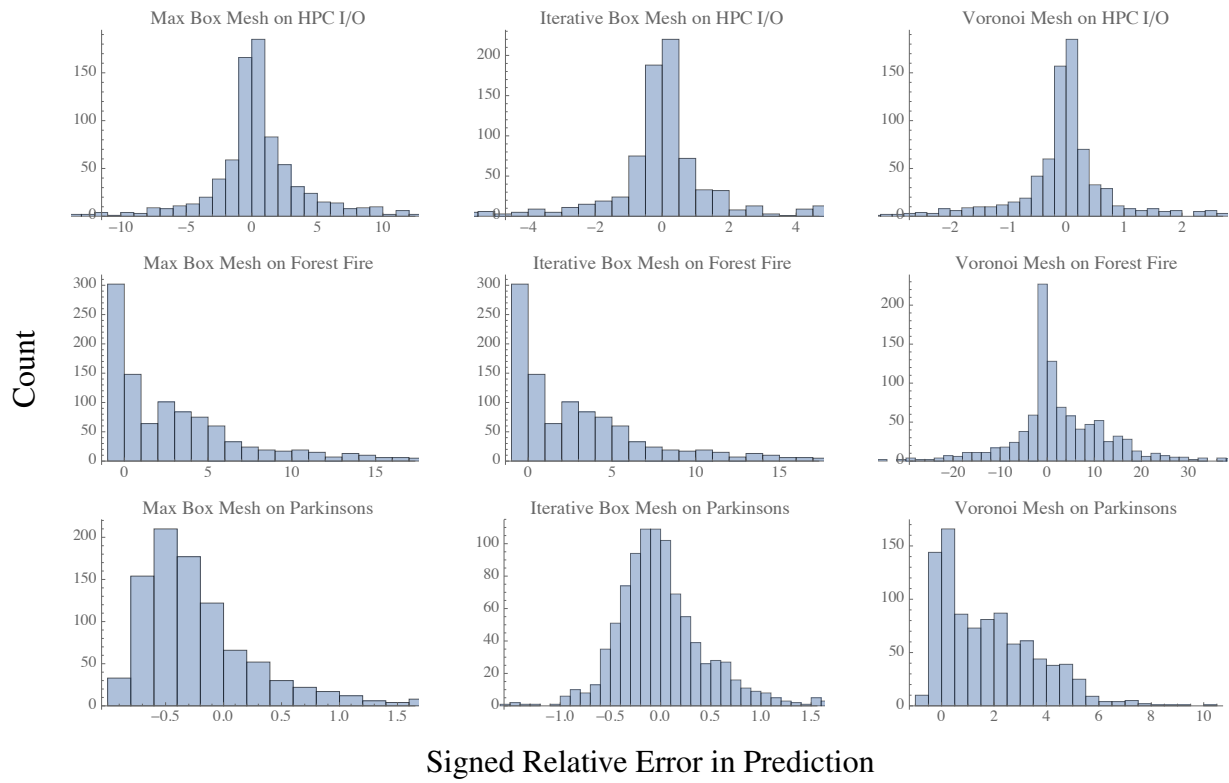 Max Box Mesh on HPC I/O
150
100
50
0
−10 −5 0 5 10
Iterative Box Mesh on HPC I/O
200
150
100
50
0
−4 −2 0 2 4
Voronoi Mesh on HPC I/O
150
100
50
0
−2 −1 0 1 2
Max Box Mesh on Forest Fire
300
250
200
150
100
50
0
0 5 10 15
Iterative Box Mesh on Forest Fire
300
250
200
150
100
50
0
0 5 10 15
Voronoi Mesh on Forest Fire
200
150
100
50
0
−20 −10 0 10 20 30
Max Box Mesh on Parkinsons
200
150
100
50
0
−0.5 0.0 0.5 1.0 1.5
Iterative Box Mesh on Parkinsons
100
80
60
40
20
0
−1.0 −0.5 0.0 0.5 1.0 1.5
Voronoi Mesh on Parkinsons
150
100
50
0
0 2 4 6 8 10
Count
Signed Relative Error in Prediction